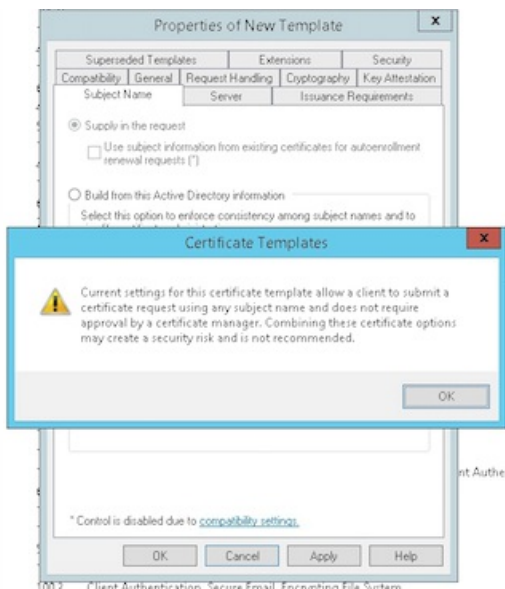 Properties of New Template
x
Superseded Templates Extensions Security
Compatibility General Request Handling Cryptography Key Attestation
Subject Name Server Issuance Requirements
Supply in the request
Use subject information from existing certificates for autoenrollment
renewal requests (*)
Build from this Active Directory information
Select this option to enforce consistency among subject names and to
Certificate Templates
x
Current settings for this certificate template allow a client to submit a
certificate request using any subject name and does not require
approval by a certificate manager. Combining these certificate options
may create a security risk and is not recommended.
OK
nt Authe
* Control is disabled due to compatibility settings.
OK Cancel Apply Help
100.3 Client Authentication, Secure Email, Encrypting File System